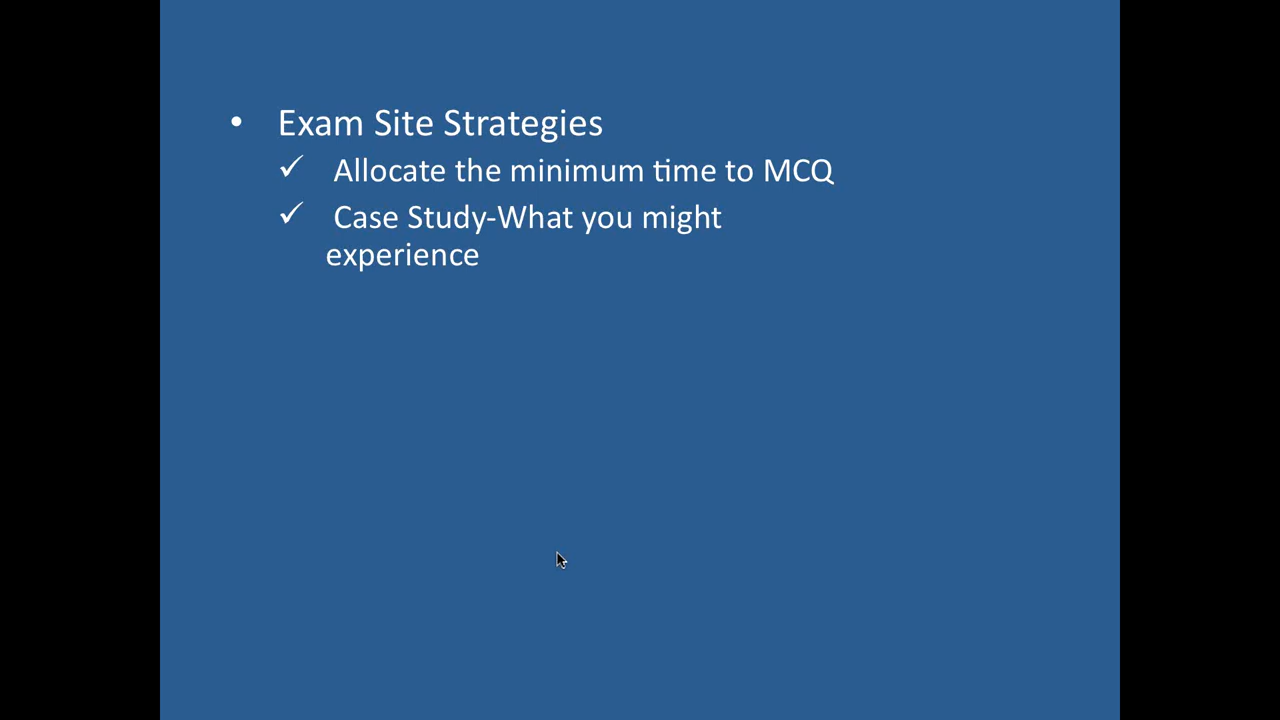 • Exam Site Strategies
✓ Allocate the minimum time to MCQ
✓ Case Study-What you might
experience